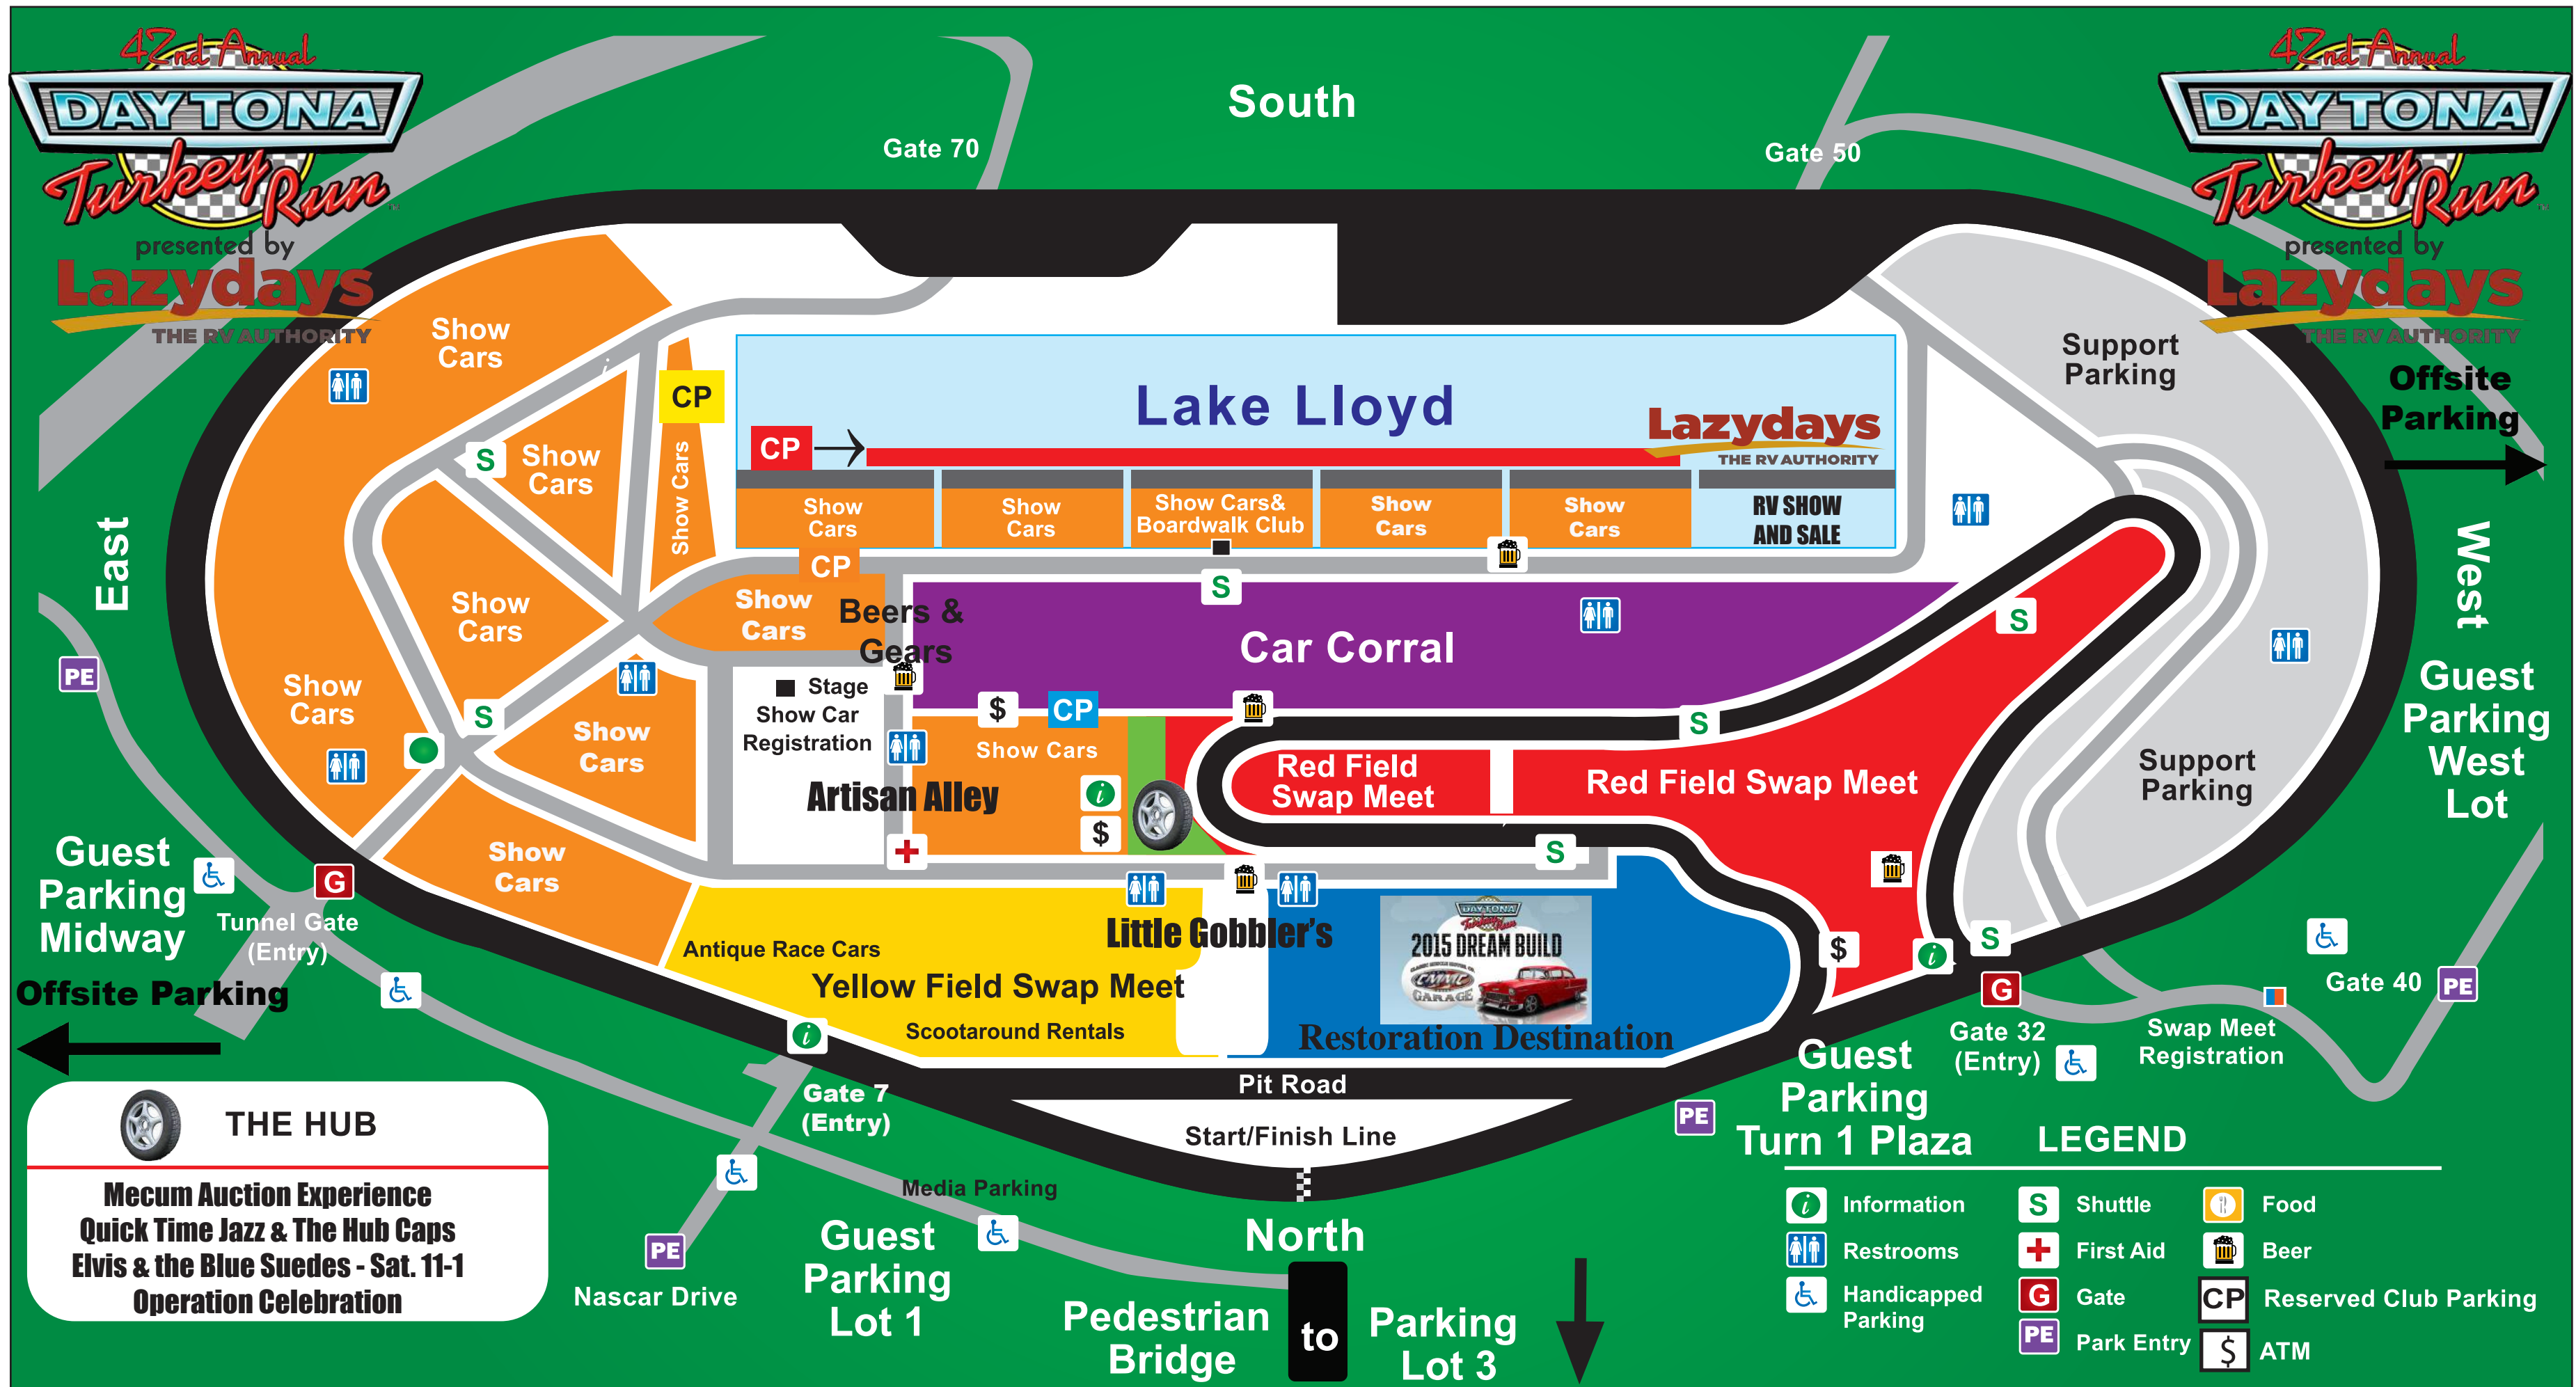 42nd Annual
DAYTONA
Turkey Run
presented by
Lazydays
THE RV AUTHORITY
South
Gate 70
Gate 50
42nd Annual
DAYTONA
Turkey Run
presented by
Lazydays
THE RV AUTHORITY
Offsite
Parking
Support
Parking
Show
Cars
i
CP
Lake Lloyd
CP
Lazydays
THE RV AUTHORITY
S
Show
Cars
Show Cars
Show
Cars
Show
Cars
Show Cars&
Boardwalk Club
Show
Cars
Show
Cars
RV SHOW
AND SALE
East
West
CP
Show
Cars
Show
Cars
Beers &
Gears
S
Car Corral
S
PE
Show
Cars
Stage
Show Car
Registration
$
CP
S
S
Guest
Parking
West
Lot
Show
Cars
Show Cars
Artisan Alley
i
$
Red Field
Swap Meet
Red Field Swap Meet
Support
Parking
Show
Cars
S
Guest
Parking
Midway
G
Tunnel Gate
(Entry)
Offsite Parking
Antique Race Cars
Yellow Field Swap Meet
Scootaround Rentals
Little Gobbler's
DAYTONA
Turkey Run
2015 DREAM BUILD
GARAGE
Restoration Destination
$
i
S
G
Gate 40
PE
Gate 32
(Entry)
Swap Meet
Registration
i
Gate 7
(Entry)
Pit Road
Start/Finish Line
PE
Guest
Parking
Turn 1 Plaza
THE HUB
Mecum Auction Experience
Quick Time Jazz & The Hub Caps
Elvis & the Blue Suedes - Sat. 11-1
Operation Celebration
PE
Nascar Drive
Media Parking
Guest
Parking
Lot 1
North
Pedestrian
Bridge
to
Parking
Lot 3
LEGEND
i Information
Restrooms
Handicapped
Parking
S Shuttle
First Aid
G Gate
PE Park Entry
Food
Beer
CP Reserved Club Parking
$ ATM